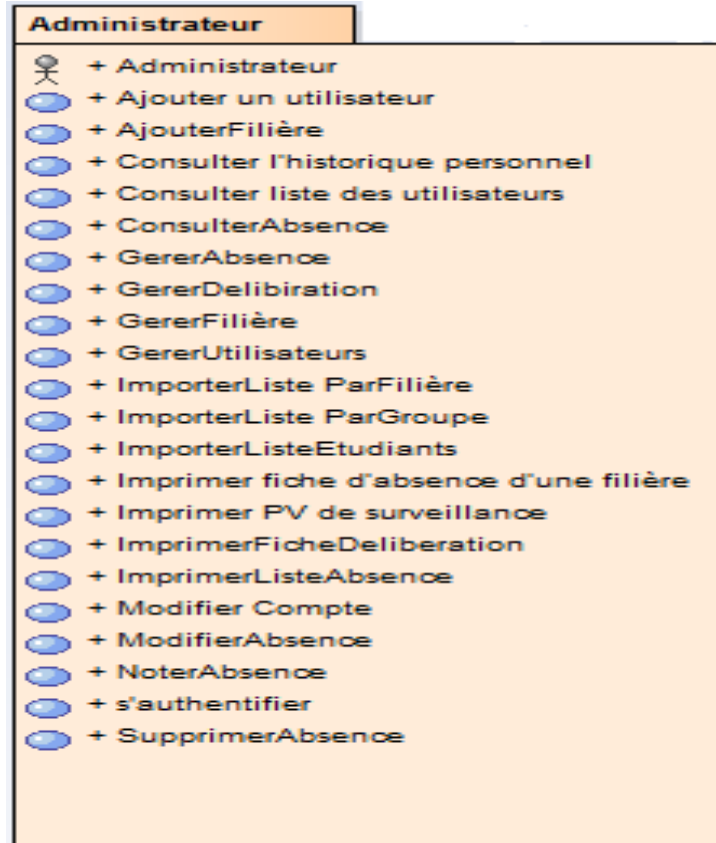 Administrateur
+ Administrateur
+ Ajouter un utilisateur
+ AjouterFilière
+ Consulter l'historique personnel
+ Consulter liste des utilisateurs
+ ConsulterAbsence
+ GererAbsence
+ GererDelibiration
+ GererFilière
+ GererUtilisateurs
+ ImporterListe ParFilière
+ ImporterListe ParGroupe
+ ImporterListeEtudiants
+ Imprimer fiche d'absence d'une filière
+ Imprimer PV de surveillance
+ ImprimerFicheDeliberation
+ ImprimerListeAbsence
+ Modifier Compte
+ ModifierAbsence
+ NoterAbsence
+ s'authentifier
+ SupprimerAbsence